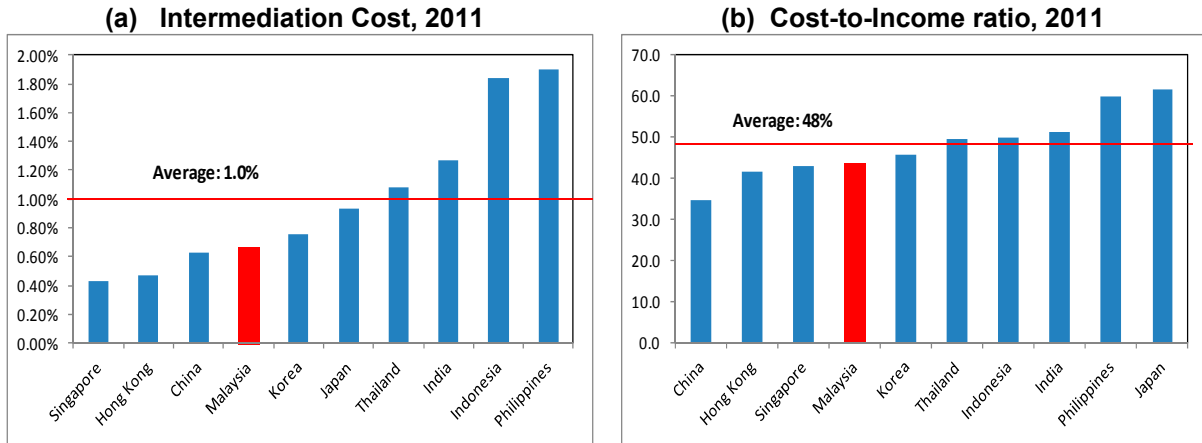 (a) Intermediation Cost, 2011
2.00%
1.80%
1.60%
1.40%
1.20%
1.00%
0.80%
0.60%
0.40%
0.20%
0.00%
Average: 1.0%
Singapore
Hong Kong
China
Malaysia
Korea
Japan
Thailand
India
Indonesia
Philippines
(b) Cost-to-Income ratio, 2011
70.0
60.0
50.0
40.0
30.0
20.0
10.0
0.0
Average: 48%
China
Hong Kong
Singapore
Malaysia
Korea
Thailand
Indonesia
India
Philippines
Japan